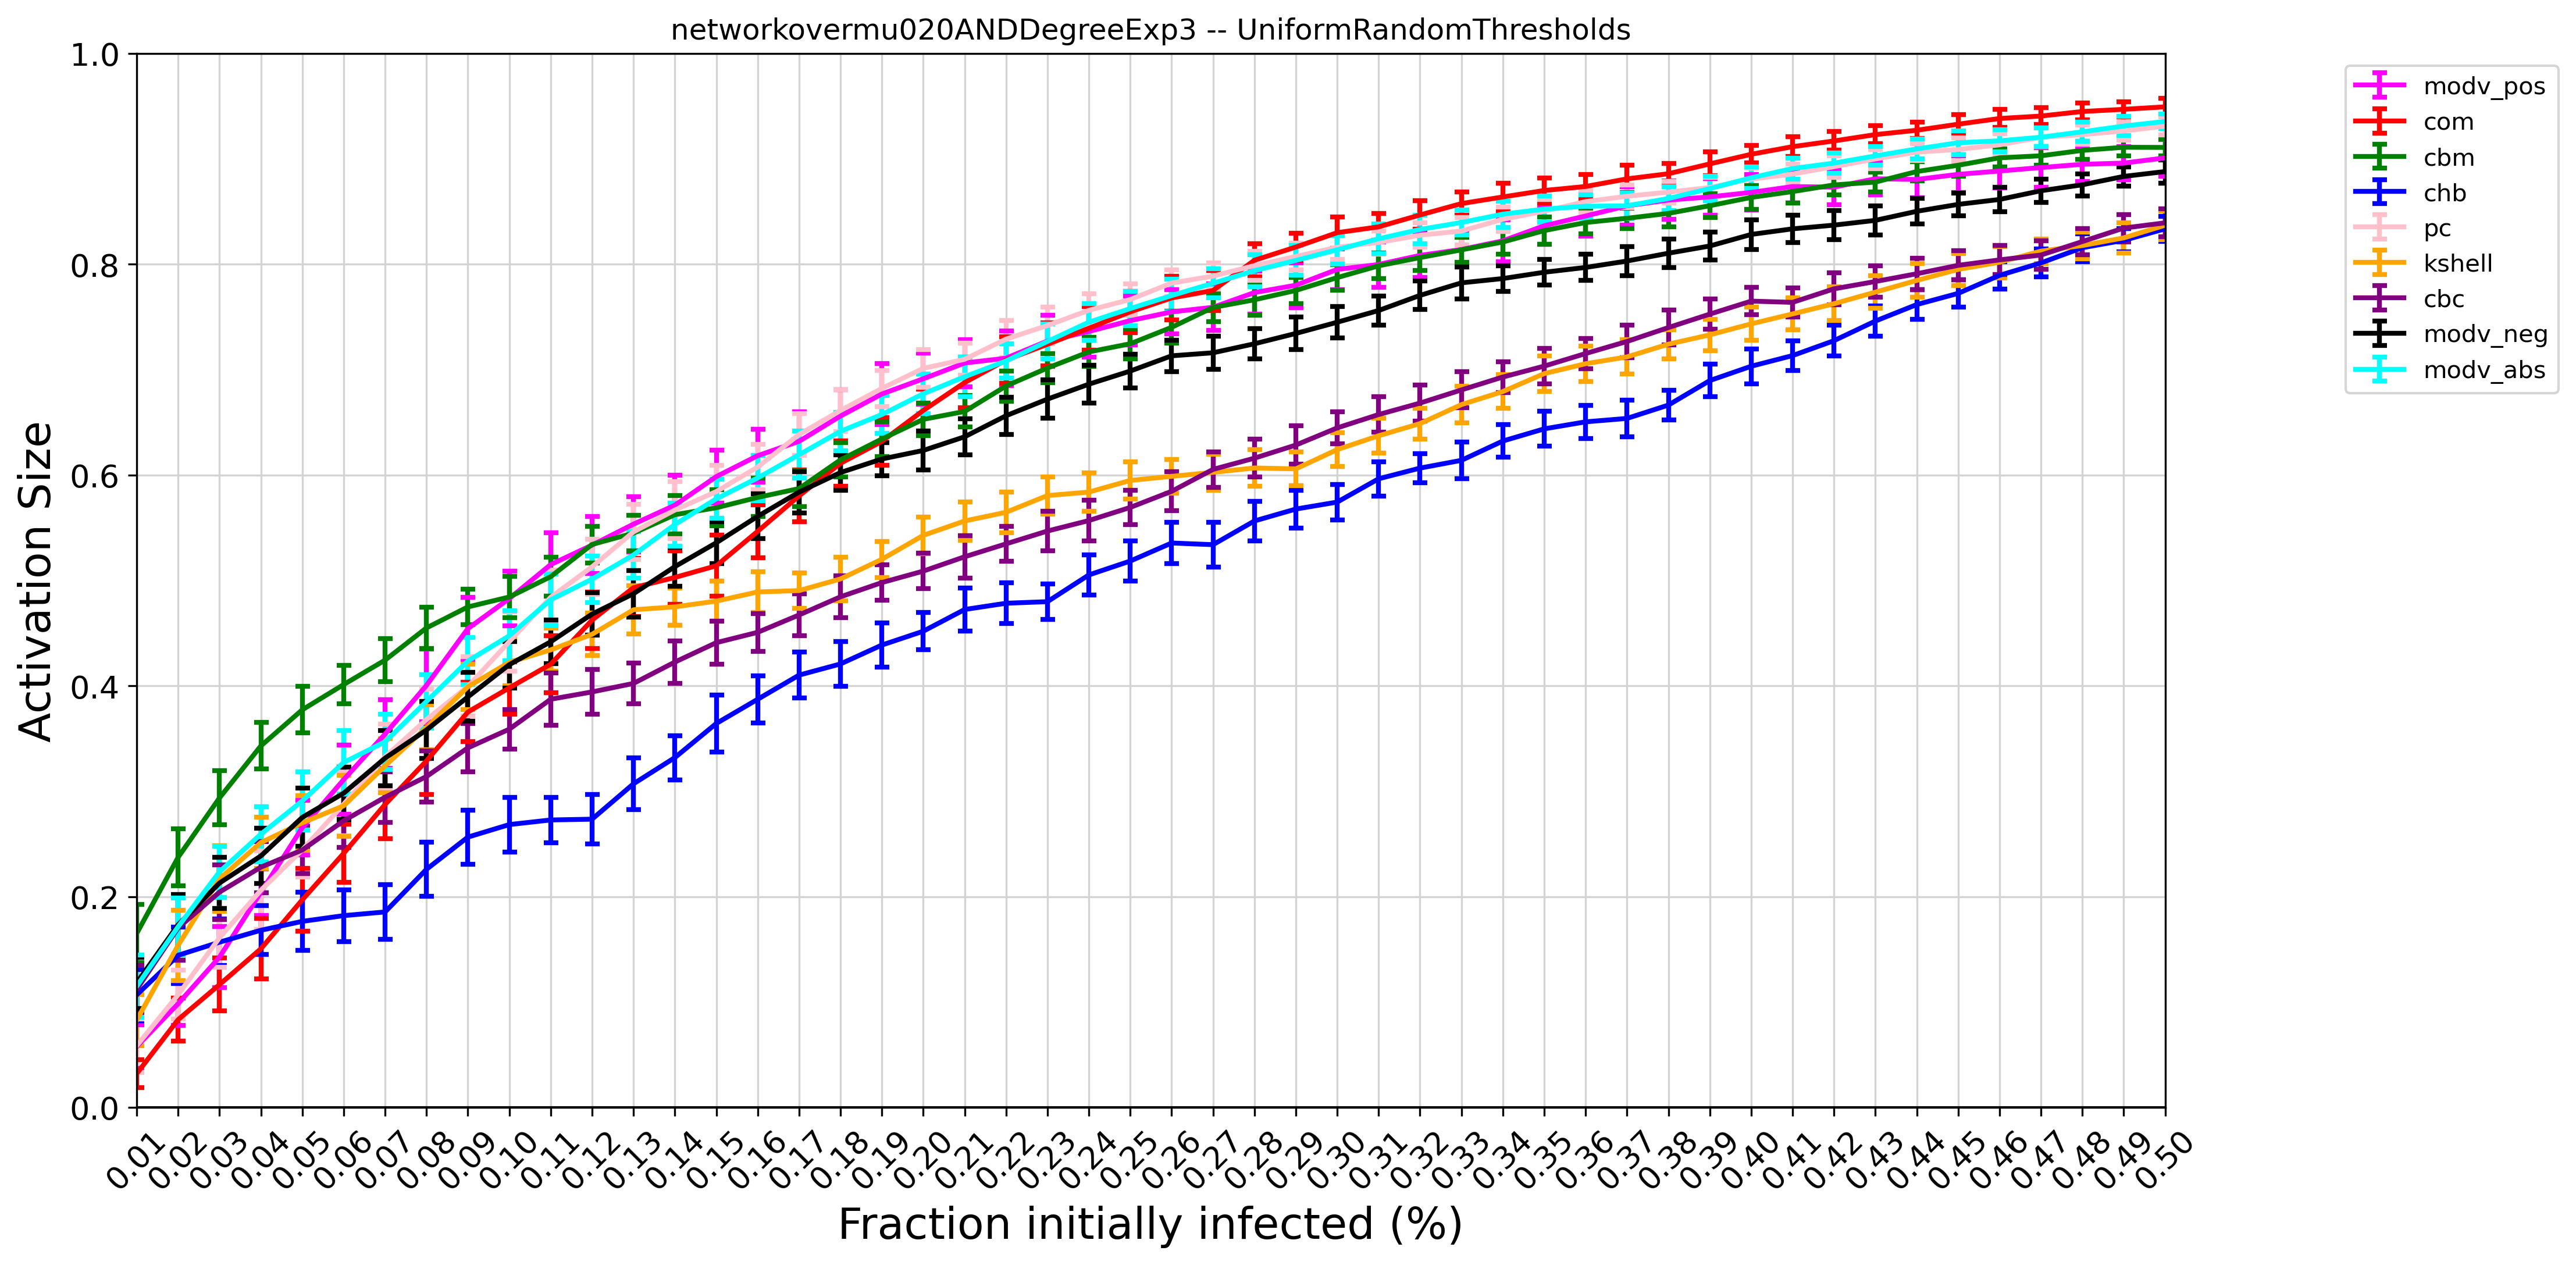 networkovermu020ANDDegreeExp3 -- UniformRandomThresholds
1.0
0.8
0.6
0.4
0.2
0.0
Activation Size
0.01 0.02 0.03 0.04 0.05 0.06 0.07 0.08 0.09 0.10 0.11 0.12 0.13 0.14 0.15 0.16 0.17 0.18 0.19 0.20 0.21 0.22 0.23 0.24 0.25 0.26 0.27 0.28 0.29 0.30 0.31 0.32 0.33 0.34 0.35 0.36 0.37 0.38 0.39 0.40 0.41 0.42 0.43 0.44 0.45 0.46 0.47 0.48 0.49 0.50
Fraction initially infected (%)
modv_pos
com
cbm
chb
pc
kshell
cbc
modv_neg
modv_abs